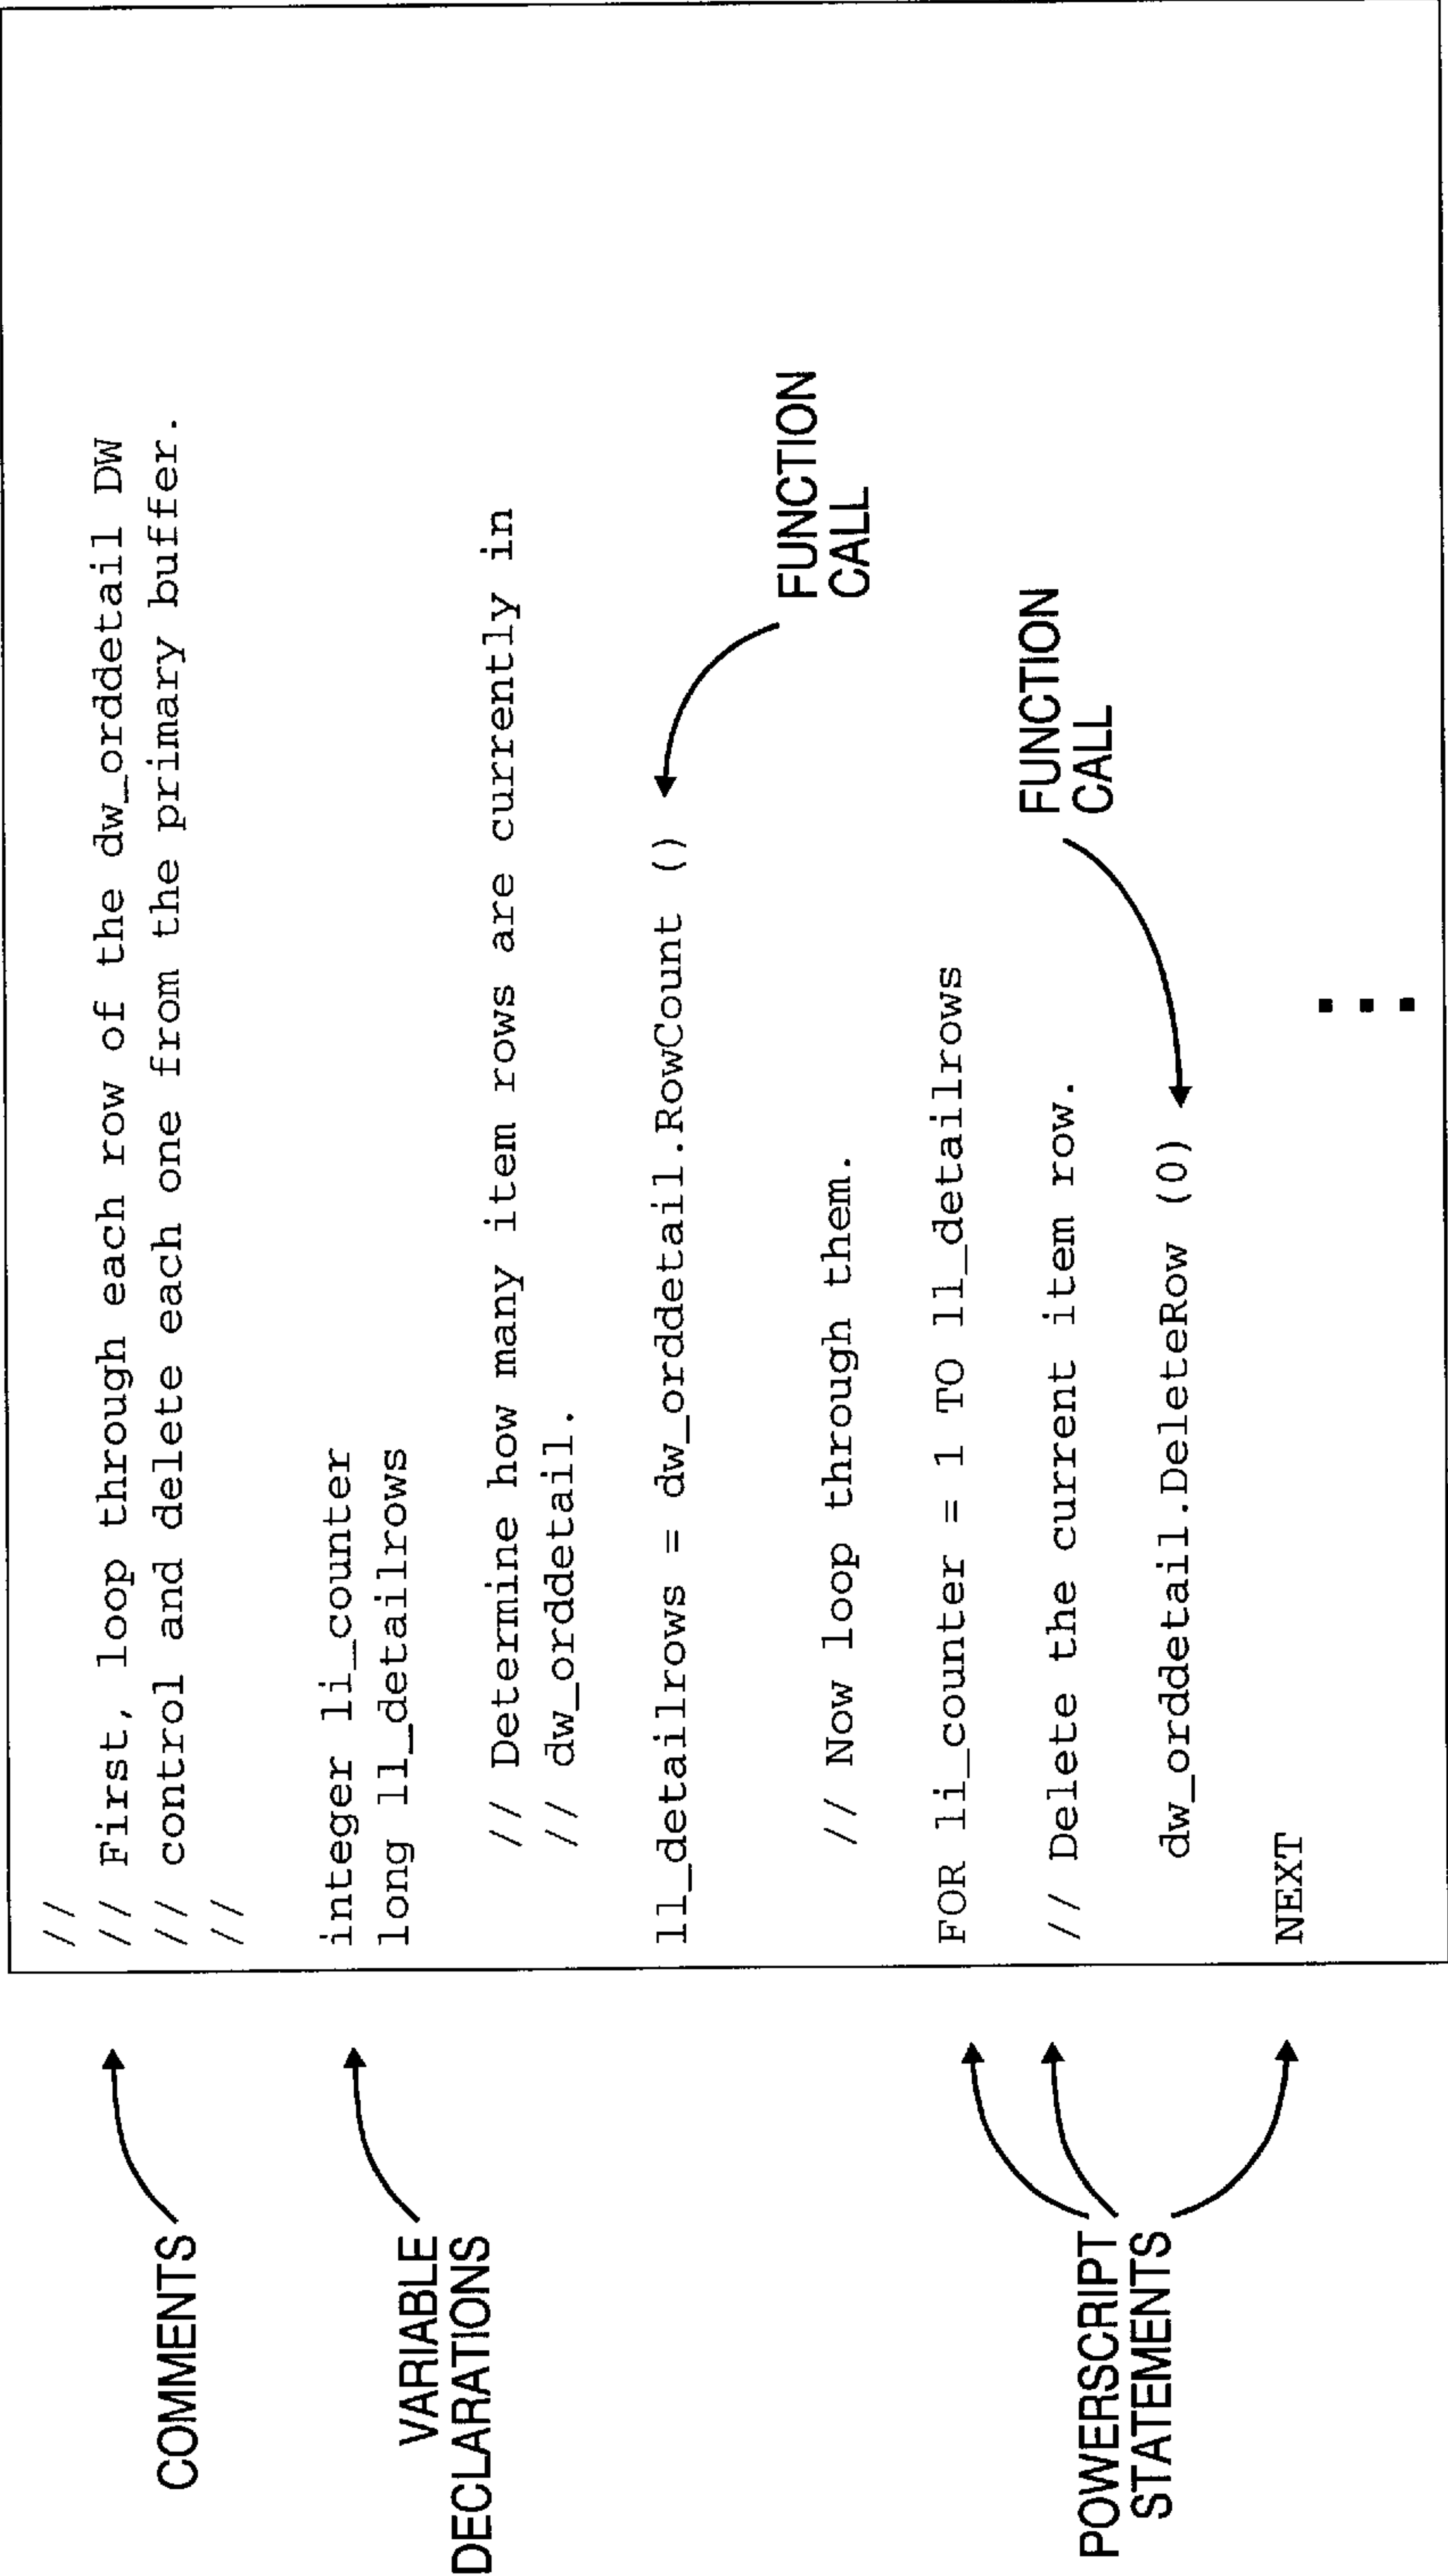 COMMENTS
//
// First, loop through each row of the dw_orddetail DW
// control and delete each one from the primary buffer.
//
VARIABLE
DECLARATIONS
integer li_counter
long ll_detailrows
// Determine how many item rows are currently in
// dw_orddetail.
ll_detailrows = dw_orddetail.RowCount ()
FUNCTION
CALL
// Now loop through them.
POWERSCRIPT
STATEMENTS
FOR li_counter = 1 TO ll_detailrows
// Delete the current item row.
FUNCTION
CALL
dw_orddetail.DeleteRow (0)
NEXT